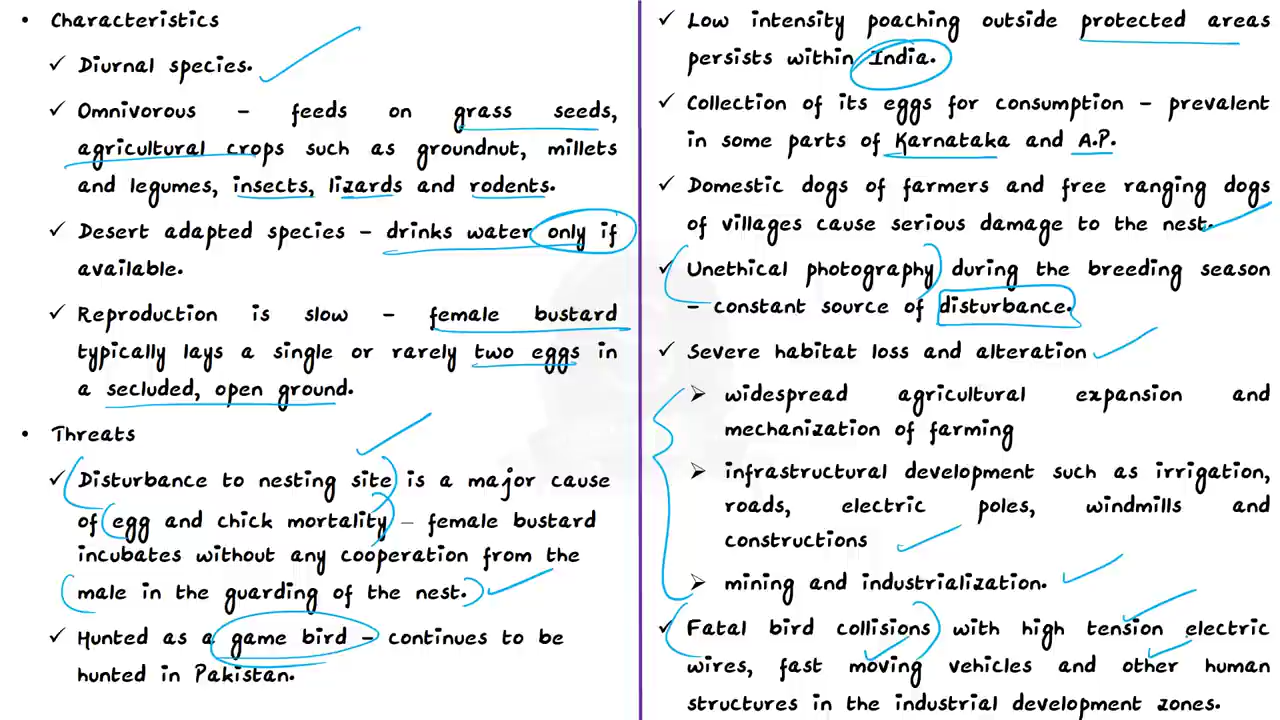 • Characteristics
✓ Diurnal species.
✓ Omnivorous – feeds on grass seeds,
agricultural crops such as groundnut, millets
and legumes, insects, lizards and rodents.
✓ Desert adapted species – drinks water only if
available.
✓ Reproduction is slow – female bustard
typically lays a single or rarely two eggs in
a secluded, open ground.
• Threats
✓ Disturbance to nesting site is a major cause
of egg and chick mortality – female bustard
incubates without any cooperation from the
male in the guarding of the nest.
✓ Hunted as a game bird – continues to be
hunted in Pakistan.
✓ Low intensity poaching outside protected areas
persists within India.
✓ Collection of its eggs for consumption – prevalent
in some parts of Karnataka and A.P.
✓ Domestic dogs of farmers and free ranging dogs
of villages cause serious damage to the nest.
✓ Unethical photography during the breeding season
– constant source of disturbance.
✓ Severe habitat loss and alteration
➢ widespread agricultural expansion and
mechanization of farming
➢ infrastructural development such as irrigation,
roads, electric poles, windmills and
constructions
➢ mining and industrialization.
✓ Fatal bird collisions with high tension electric
wires, fast moving vehicles and other human
structures in the industrial development zones.